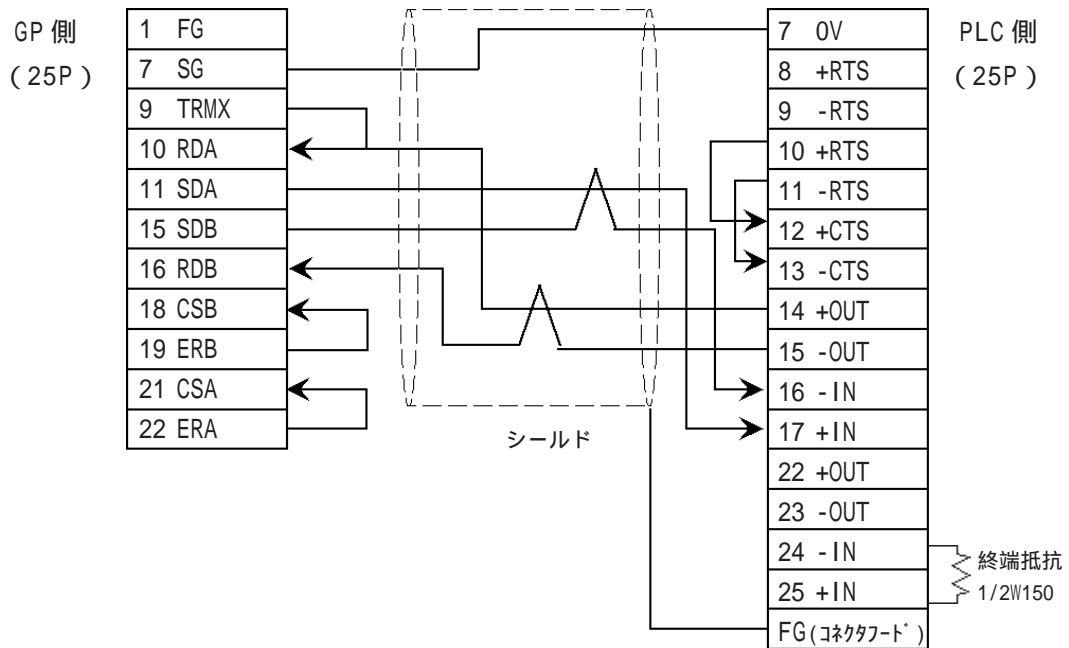 GP 側
(25P)
1 FG
7 SG
9 TRMX
10 RDA
11 SDA
15 SDB
16 RDB
18 CSB
19 ERB
21 CSA
22 ERA
シールド
7 0V
8 +RTS
9 -RTS
10 +RTS
11 -RTS
12 +CTS
13 -CTS
14 +OUT
15 -OUT
16 -IN
17 +IN
22 +OUT
23 -OUT
24 -IN
25 +IN
FG(ｺﾈｸﾀﾌｰﾄﾞ)
PLC 側
(25P)
終端抵抗
1/2W150